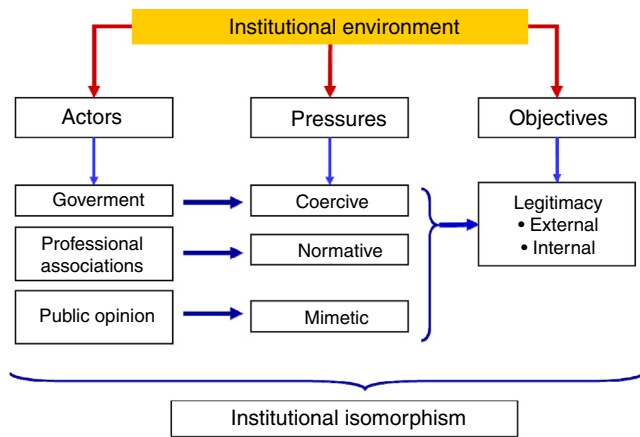 Institutional environment
Actors
Pressures
Objectives
Goverment
Coercive
Legitimacy
• External
• Internal
Professional
associations
Normative
Public opinion
Mimetic
Institutional isomorphism